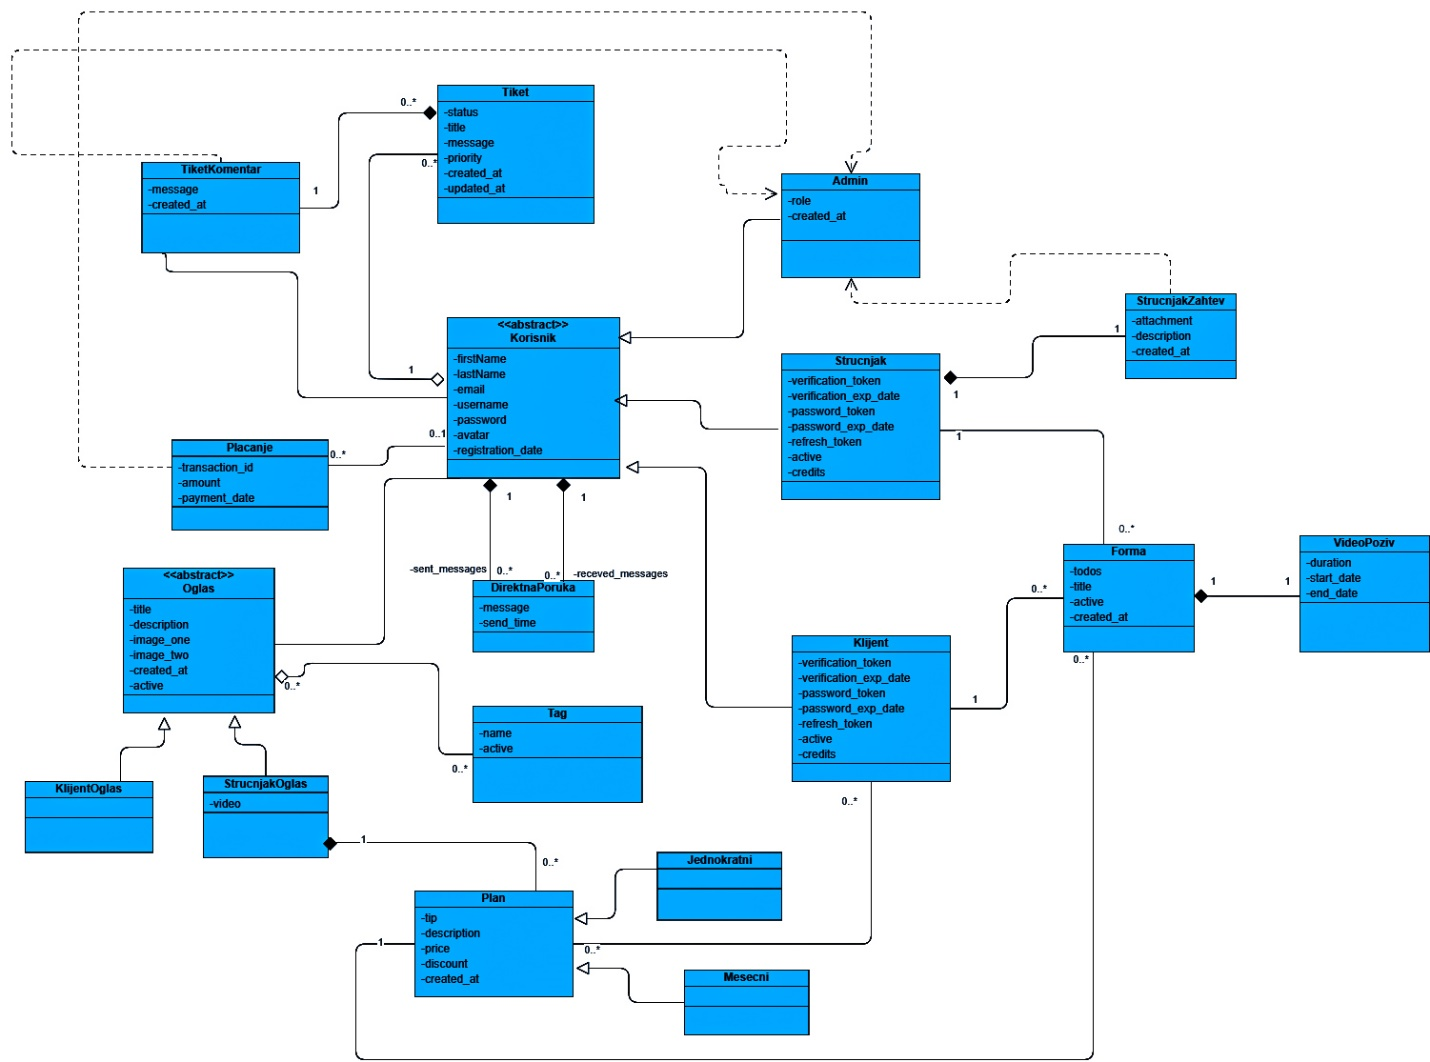 Tiket
-status
-title
-message
-priority
-created_at
-updated_at
0..*
0..*
TiketKomentar
-message
-created_at
1
Admin
-role
-created_at
StrucnjakZahtev
-attachment
-description
-created_at
1
1
<<abstract>>
Korisnik
-firstName
-lastName
-email
-username
-password
-avatar
-registration_date
1
0..1
1
1
Strucnjak
-verification_token
-verification_exp_date
-password_token
-password_exp_date
-refresh_token
-active
-credits
1
Placanje
-transaction_id
-amount
-payment_date
0..*
0..*
Forma
-todos
-title
-active
-created_at
0..*
0..*
1
1
VideoPoziv
-duration
-start_date
-end_date
<<abstract>>
Oglas
-title
-description
-image_one
-image_two
-created_at
-active
0..*
-sent_messages
0..*
0..*
-receved_messages
DirektnaPoruka
-message
-send_time
Klijent
-verification_token
-verification_exp_date
-password_token
-password_exp_date
-refresh_token
-active
-credits
1
0..*
Tag
-name
-active
0..*
KlijentOglas
StrucnjakOglas
-video
1
0..*
Jednokratni
Plan
-tip
-description
-price
-discount
-created_at
1
0..*
Mesecni